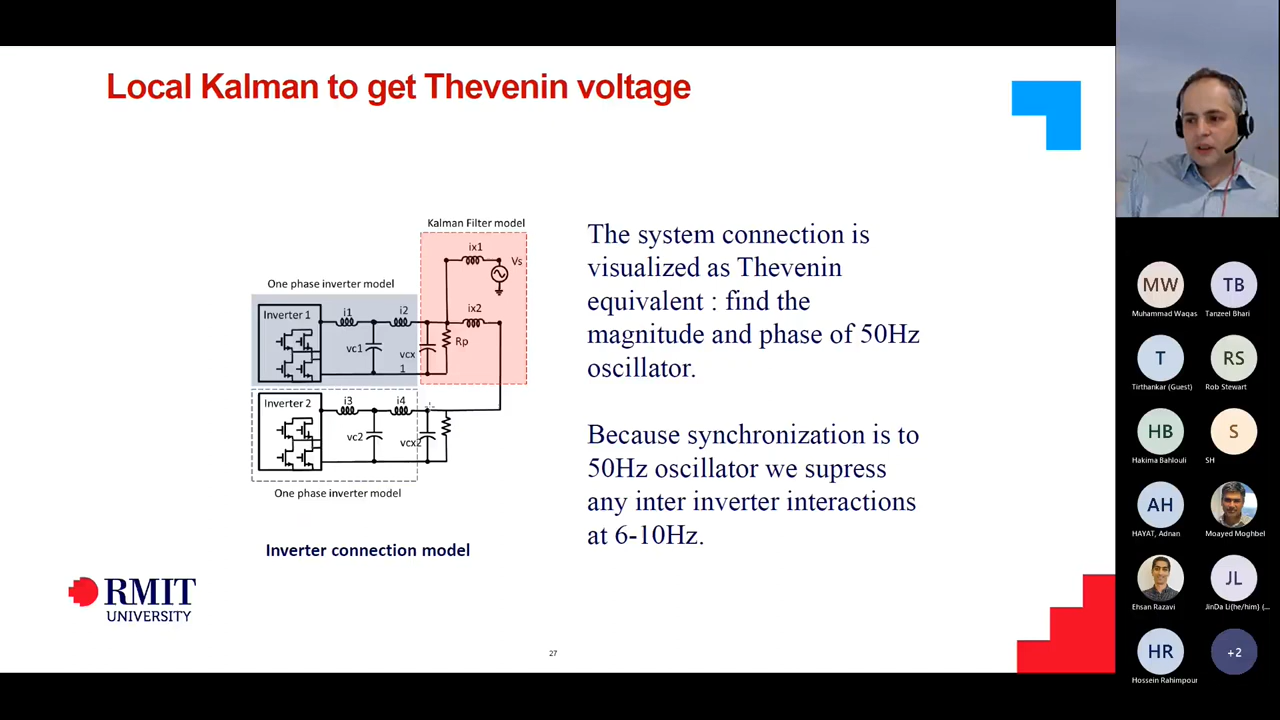 Local Kalman to get Thevenin voltage
Kalman Filter model
ix1
Vs
One phase inverter model
Inverter 1
i1
i2
ix2
vc1
vcx
1
Rp
Inverter 2
i3
i4
vc2
vcx2
One phase inverter model
Inverter connection model
The system connection is
visualized as Thevenin
equivalent : find the
magnitude and phase of 50Hz
oscillator.
Because synchronization is to
50Hz oscillator we supress
any inter inverter interactions
at 6-10Hz.
RMIT
UNIVERSITY
27
MW
Muhammad Waqas
TB
Tanzeel Bhari
T
Tirthankar (Guest)
RS
Rob Stewart
HB
Hakima Bahlouli
S
SH
AH
HAYAT, Adnan
Moayed Moghbel
Ehsan Razavi
JL
JinDa Li(he/him) (...
HR
Hossein Rahimpour
+2